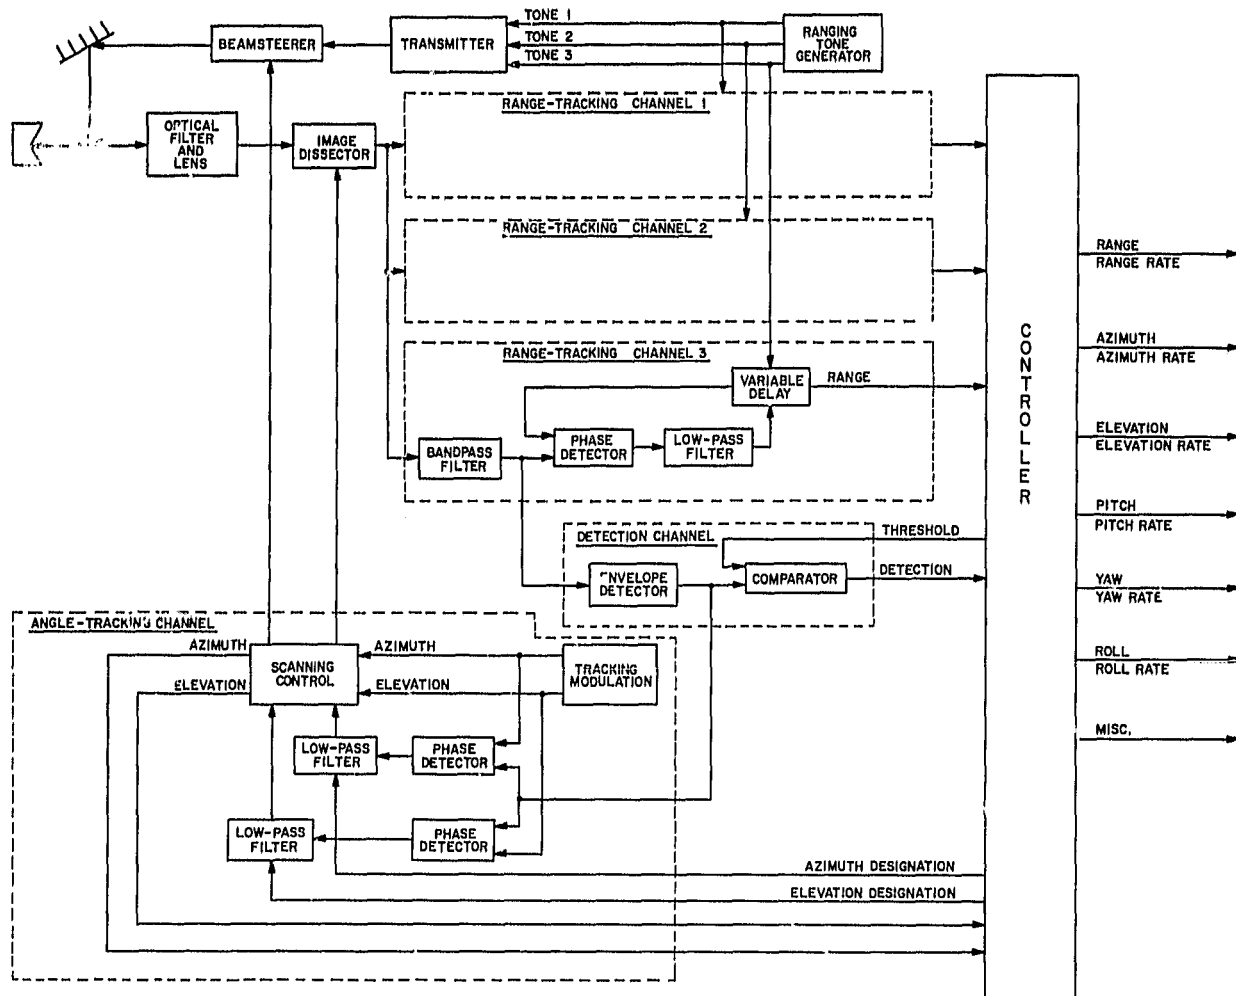 TONE 1
TONE 2
TONE 3
BEAMSTEERER
TRANSMITTER
RANGING
TONE
GENERATOR
OPTICAL
FILTER
AND
LENS
IMAGE
DISSECTOR
RANGE-TRACKING CHANNEL 1
RANGE-TRACKING CHANNEL 2
RANGE-TRACKING CHANNEL 3
VARIABLE
DELAY
RANGE
BANDPASS
FILTER
PHASE
DETECTOR
LOW-PASS
FILTER
CONTROLLER
RANGE
RANGE RATE
AZIMUTH
AZIMUTH RATE
ELEVATION
ELEVATION RATE
PITCH
PITCH RATE
YAW
YAW RATE
ROLL
ROLL RATE
MISC.
DETECTION CHANNEL
THRESHOLD
ENVELOPE
DETECTOR
COMPARATOR
DETECTION
ANGLE-TRACKING CHANNEL
AZIMUTH
ELEVATION
SCANNING
CONTROL
AZIMUTH
ELEVATION
TRACKING
MODULATION
LOW-PASS
FILTER
PHASE
DETECTOR
LOW-PASS
FILTER
PHASE
DETECTOR
AZIMUTH DESIGNATION
ELEVATION DESIGNATION